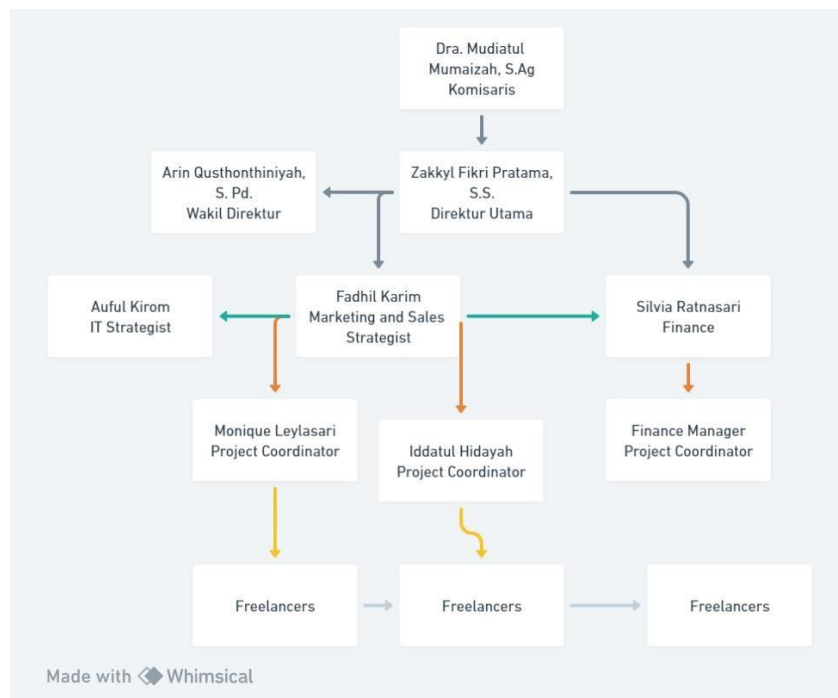 Dra. Mudiatul
Mumaizah, S.Ag
Komisaris
Arin Qusthonthiniyah,
S. Pd.
Wakil Direktur
Zakkyl Fikri Pratama,
S.S.
Direktur Utama
Auful Kirom
IT Strategist
Fadhil Karim
Marketing and Sales
Strategist
Silvia Ratnasari
Finance
Monique Leylasari
Project Coordinator
Iddatul Hidayah
Project Coordinator
Finance Manager
Project Coordinator
Freelancers
Freelancers
Freelancers
Made with Whimsical